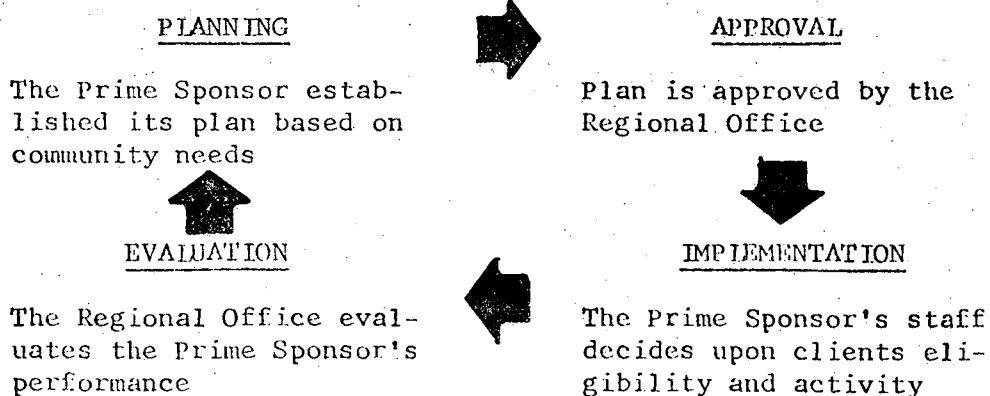 PLANNING
The Prime Sponsor estab-
lished its plan based on
community needs
APPROVAL
Plan is approved by the
Regional Office
IMPLEMENTATION
The Prime Sponsor's staff
decides upon clients eli-
gibility and activity
EVALUATION
The Regional Office eval-
uates the Prime Sponsor's
performance